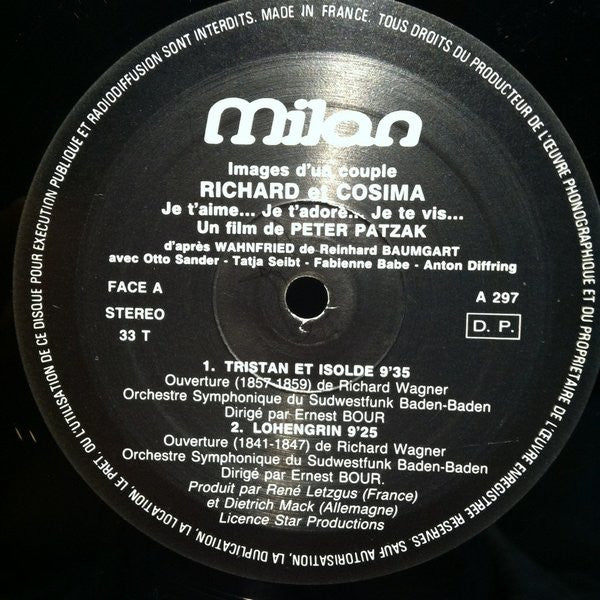 milan
Images d'un couple
RICHARD et COSIMA
Je t'aime... Je t'adore... Je te vis...
Un film de PETER PATZAK
d'après WAHNFRIED de Reinhard BAUMGART
avec Otto Sander - Tatja Seibt - Fabienne Babe - Anton Diffring
FACE A
STEREO
33 T
A 297
D. P.
1. TRISTAN ET ISOLDE 9'35
Ouverture (1857-1859) de Richard Wagner
Orchestre Symphonique du Sudwestfunk Baden-Baden
Dirigé par Ernest BOUR
2. LOHENGRIN 9'25
Ouverture (1841-1847) de Richard Wagner
Orchestre Symphonique du Sudwestfunk Baden-Baden
Dirigé par Ernest BOUR.
Produit par René Letzgus (France)
et Dietrich Mack (Allemagne)
Licence Star Productions
MADE IN FRANCE. TOUS DROITS DU PRODUCTEUR DE L'ŒUVRE PHONOGRAPHIQUE ET DU PROPRIETAIRE DE L'ŒUVRE ENREGISTREE RESERVES. SAUF AUTORISATION, LA DUPLICATION, LA LOCATION, LE PRET OU L'UTILISATION DE CE DISQUE POUR EXECUTION PUBLIQUE ET RADIODIFFUSION SONT INTERDITS.